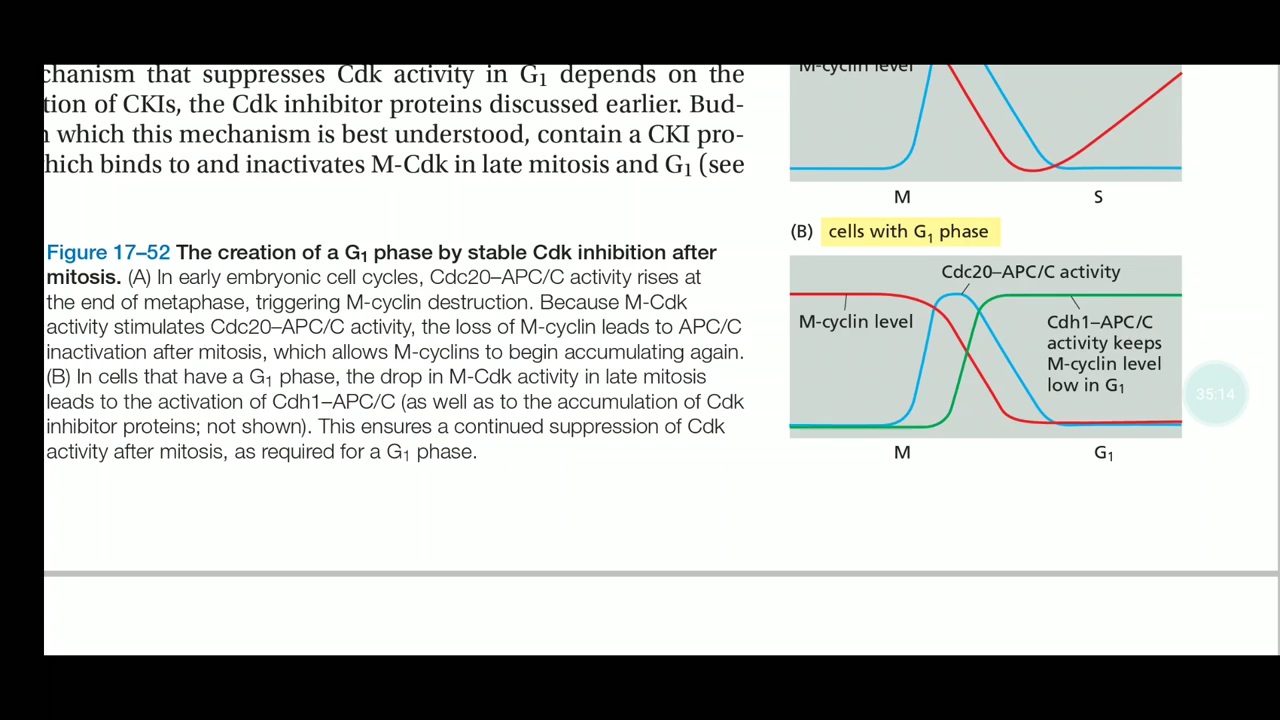 chanism that suppresses Cdk activity in G₁ depends on the
tion of CKIs, the Cdk inhibitor proteins discussed earlier. Bud-
which this mechanism is best understood, contain a CKI pro-
hich binds to and inactivates M-Cdk in late mitosis and G₁ (see
Figure 17–52 The creation of a G₁ phase by stable Cdk inhibition after
mitosis. (A) In early embryonic cell cycles, Cdc20–APC/C activity rises at
the end of metaphase, triggering M-cyclin destruction. Because M-Cdk
activity stimulates Cdc20–APC/C activity, the loss of M-cyclin leads to APC/C
inactivation after mitosis, which allows M-cyclins to begin accumulating again.
(B) In cells that have a G₁ phase, the drop in M-Cdk activity in late mitosis
leads to the activation of Cdh1–APC/C (as well as to the accumulation of Cdk
inhibitor proteins; not shown). This ensures a continued suppression of Cdk
activity after mitosis, as required for a G₁ phase.
M-cyclin level
M S
(B) cells with G₁ phase
Cdc20–APC/C activity
M-cyclin level
Cdh1–APC/C
activity keeps
M-cyclin level
low in G₁
M G₁
35:14